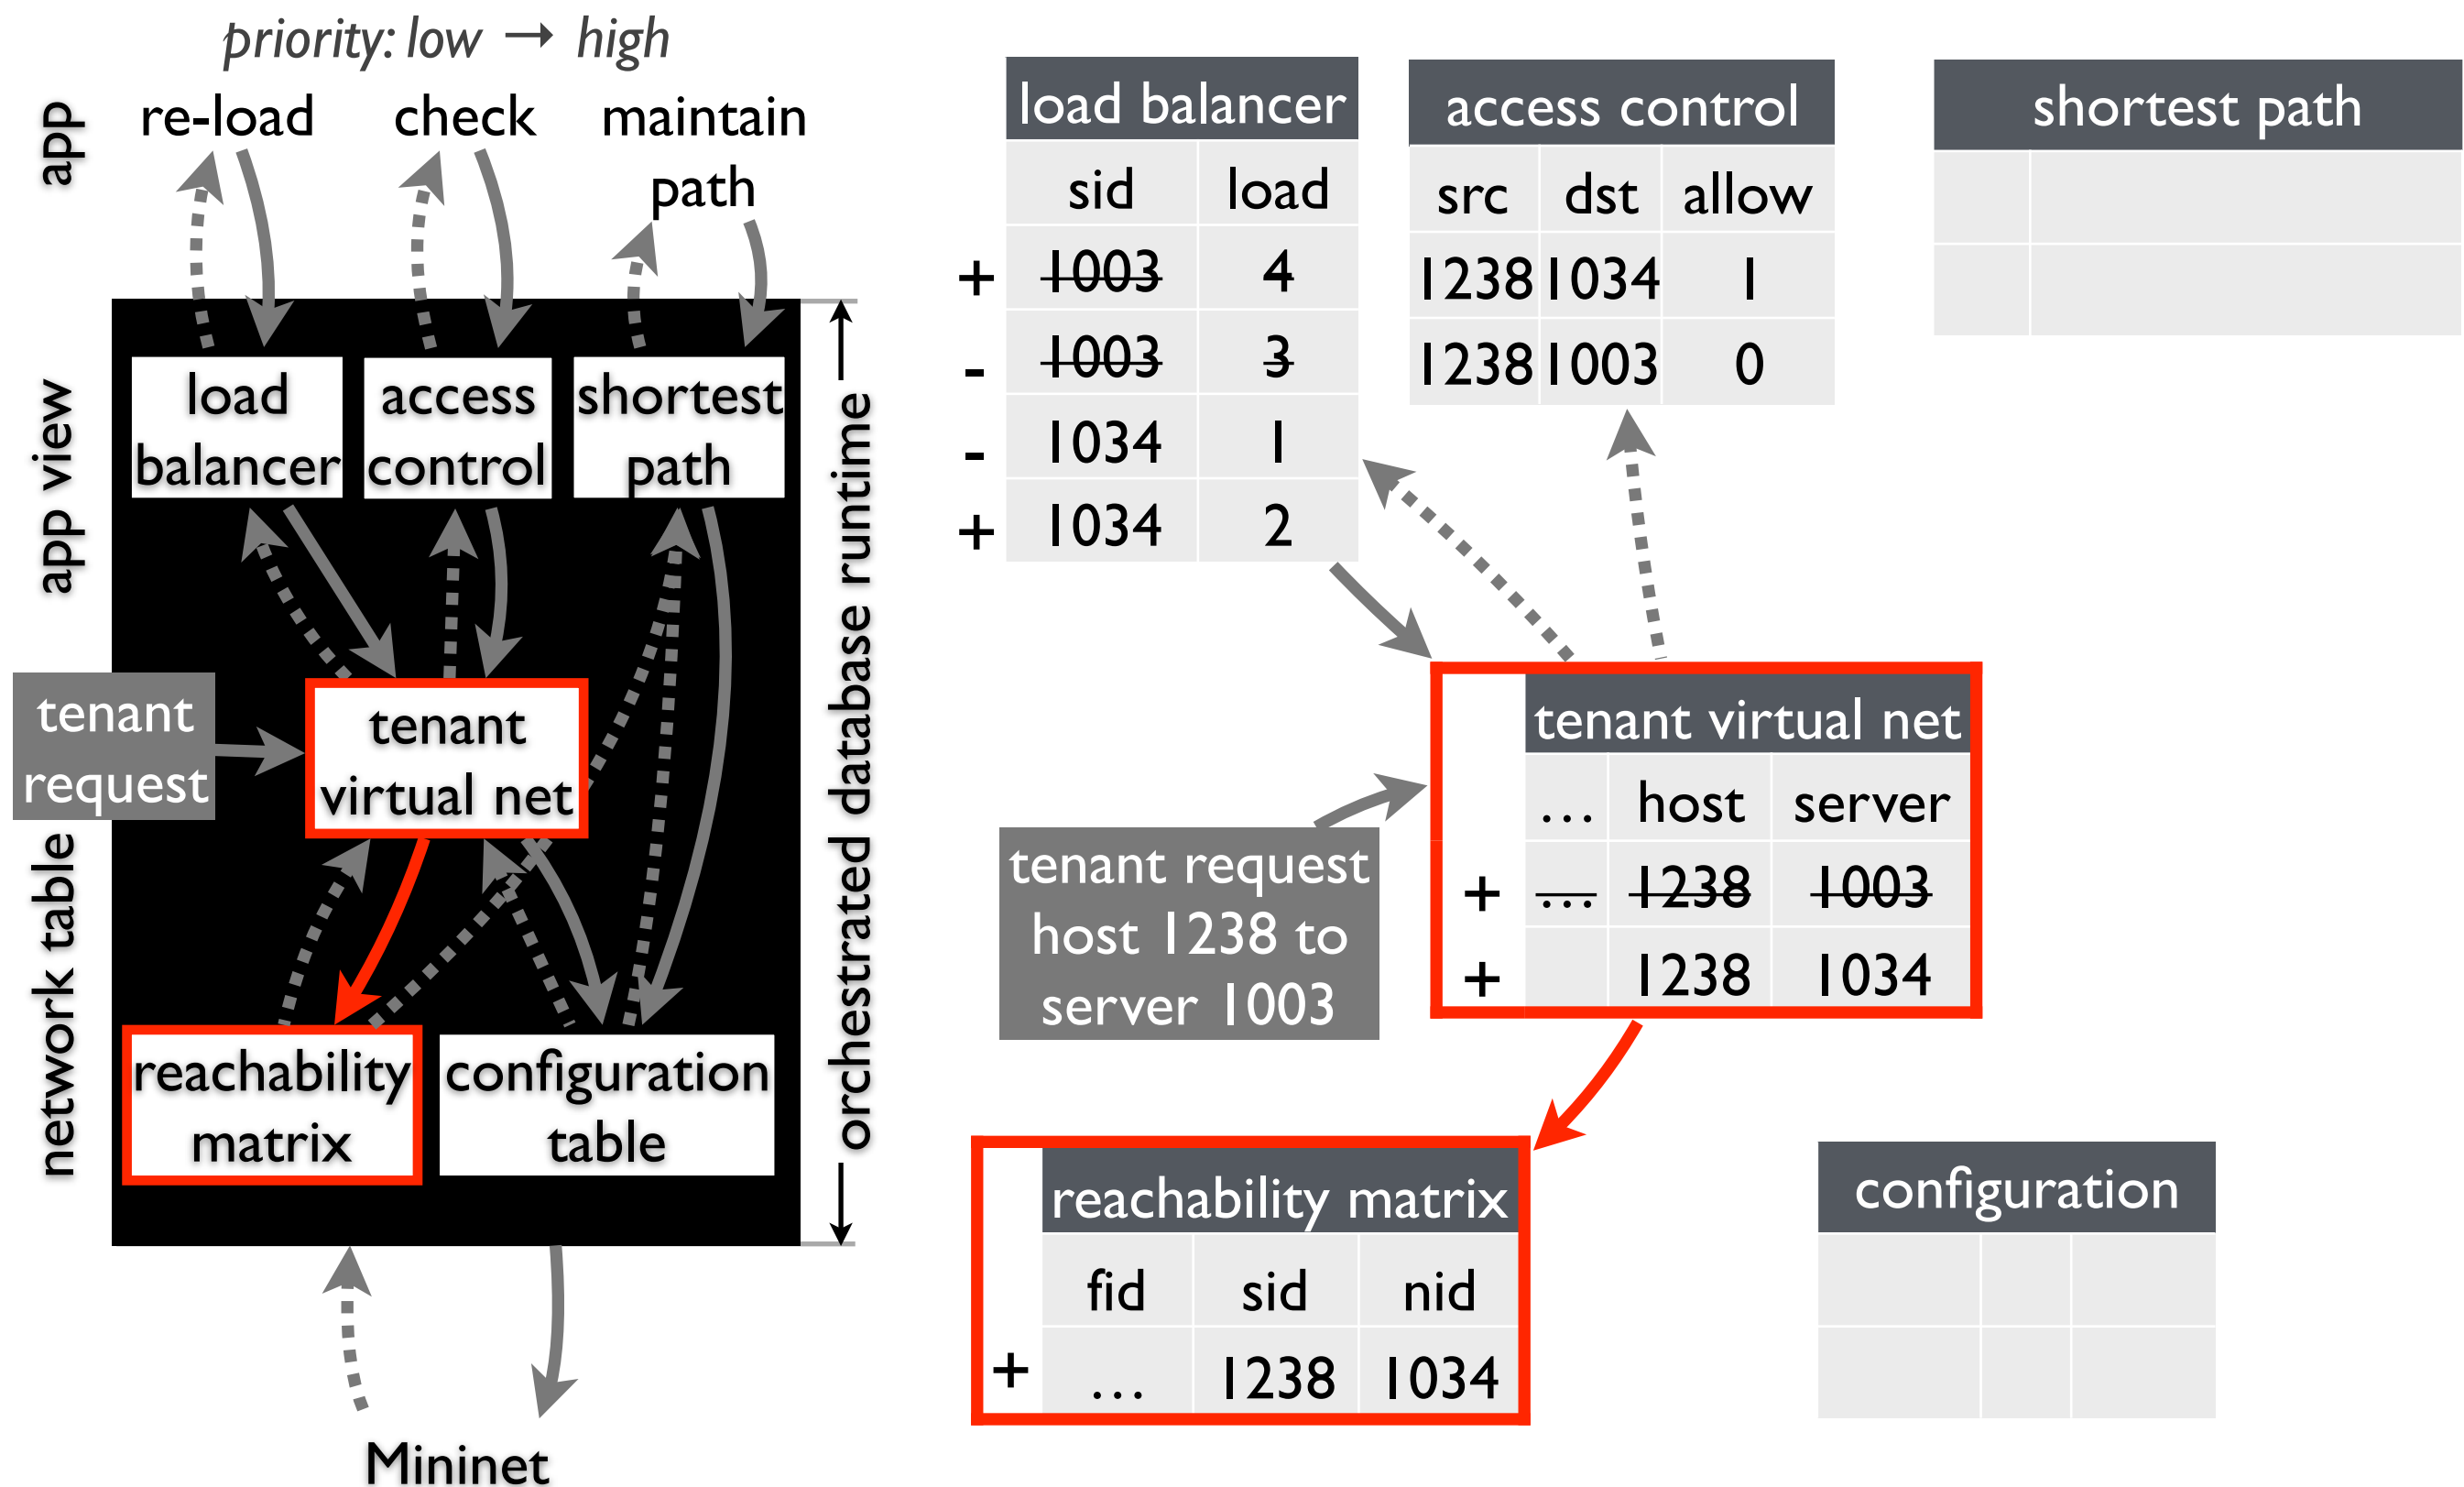 priority: low → high
app
re-load
check
maintain
path
app view
load
balancer
access
control
shortest
path
tenant
request
tenant
virtual net
network table
reachability
matrix
configuration
table
orchestrated database runtime
Mininet
load balancer
sid load
+ 1003 4
- 1003 3
- 1034 1
+ 1034 2
access control
src dst allow
1238 1034 1
1238 1003 0
shortest path
tenant virtual net
... host server
+ ... 1238 1003
+ 1238 1034
tenant request
host 1238 to
server 1003
reachability matrix
fid sid nid
+ ... 1238 1034
configuration